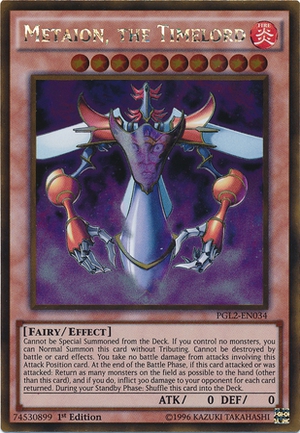 METAION, THE TIMELORD
FIRE
炎
PGL2-EN034
[FAIRY/EFFECT]
Cannot be Special Summoned from the Deck. If you control no monsters, you
can Normal Summon this card without Tributing. Cannot be destroyed by
battle or card effects. You take no damage from attacks involving this
Attack Position card. At the end of the Battle Phase, if this card attacked or was
attacked: Return as many monsters on the field as possible to the hand (other
than this card), and if you do, inflict 300 damage to your opponent for each card
returned. During your Standby Phase: Shuffle this card into the Deck.
ATK/ 0 DEF/ 0
74530899 1st Edition ©1996 KAZUKI TAKAHASHI